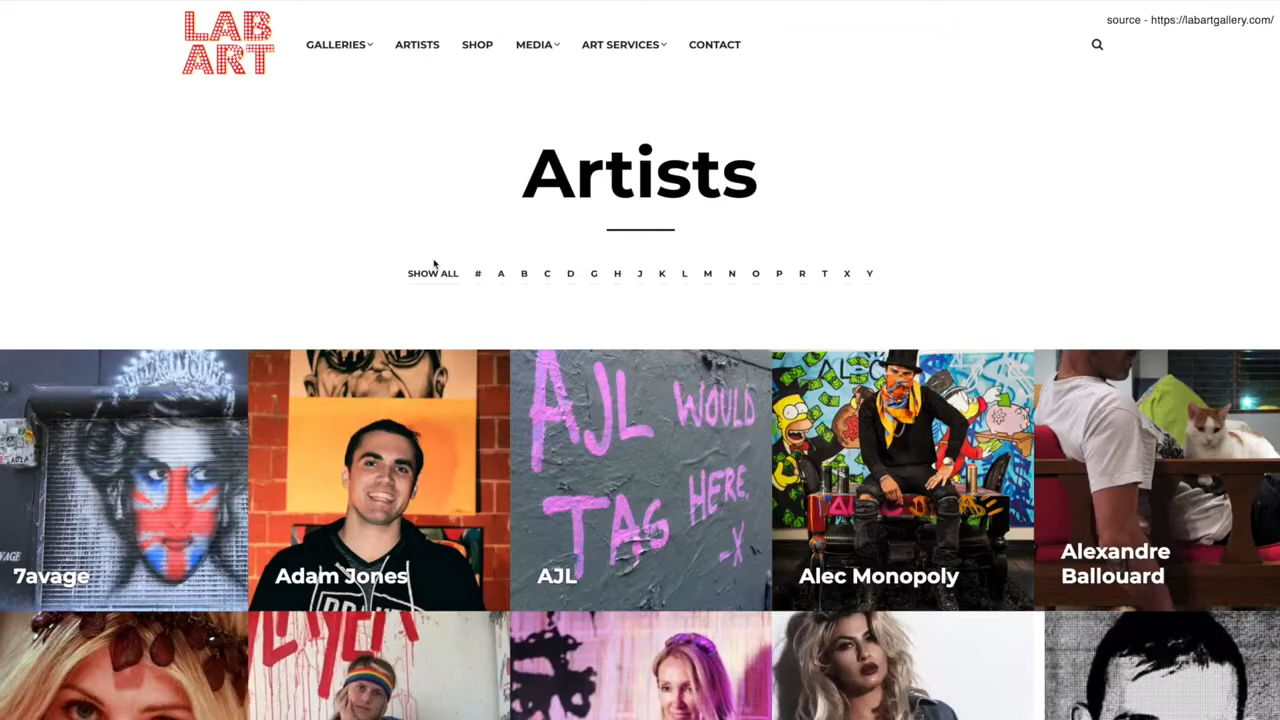 source - https://labartgallery.com/
LAB
ART
GALLERIES ARTISTS SHOP MEDIA ART SERVICES CONTACT
Artists
SHOW ALL # A B C D G H J K L M N O P R T X Y
AJL WOULD
TAG HERE.
-X
ALEC
7avage
Adam Jones
AJL
Alec Monopoly
Alexandre
Ballouard